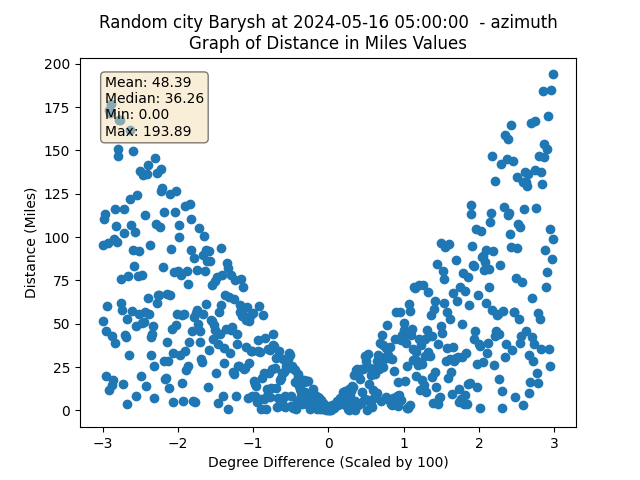 Random city Barysh at 2024-05-16 05:00:00  - azimuth
Graph of Distance in Miles Values
Mean: 48.39
Median: 36.26
Min: 0.00
Max: 193.89
Distance (Miles)
200
175
150
125
100
75
50
25
0
−3
−2
−1
0
1
2
3
Degree Difference (Scaled by 100)